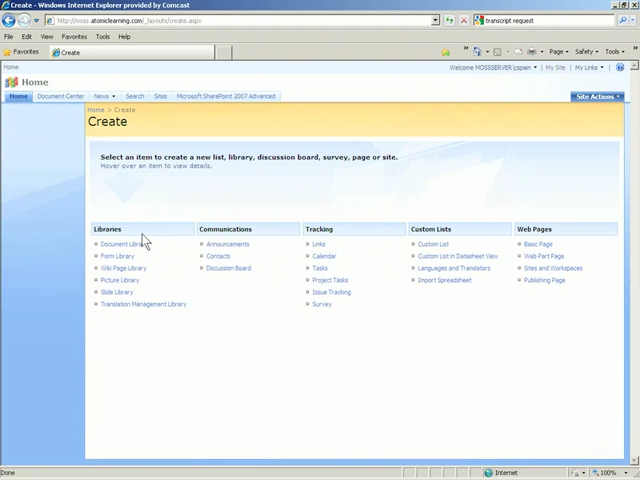 Create - Windows Internet Explorer provided by Comcast
http://moss.atomiclearning.com/_layouts/create.aspx
transcript request
File Edit View Favorites Tools Help
Favorites Create Page Safety Tools
Home Welcome MOSSSERVER\cspain My Site My Links
Home
Home Document Center News Search Sites Microsoft SharePoint 2007 Advanced Site Actions
Home > Create
Create
Select an item to create a new list, library, discussion board, survey, page or site.
Hover over an item to view details.
Libraries Communications Tracking Custom Lists Web Pages
Document Library Announcements Links Custom List Basic Page
Form Library Contacts Calendar Custom List in Datasheet View Web Part Page
Wiki Page Library Discussion Board Tasks Languages and Translators Sites and Workspaces
Picture Library Project Tasks Import Spreadsheet Publishing Page
Slide Library Issue Tracking
Translation Management Library Survey
Done Internet 100%